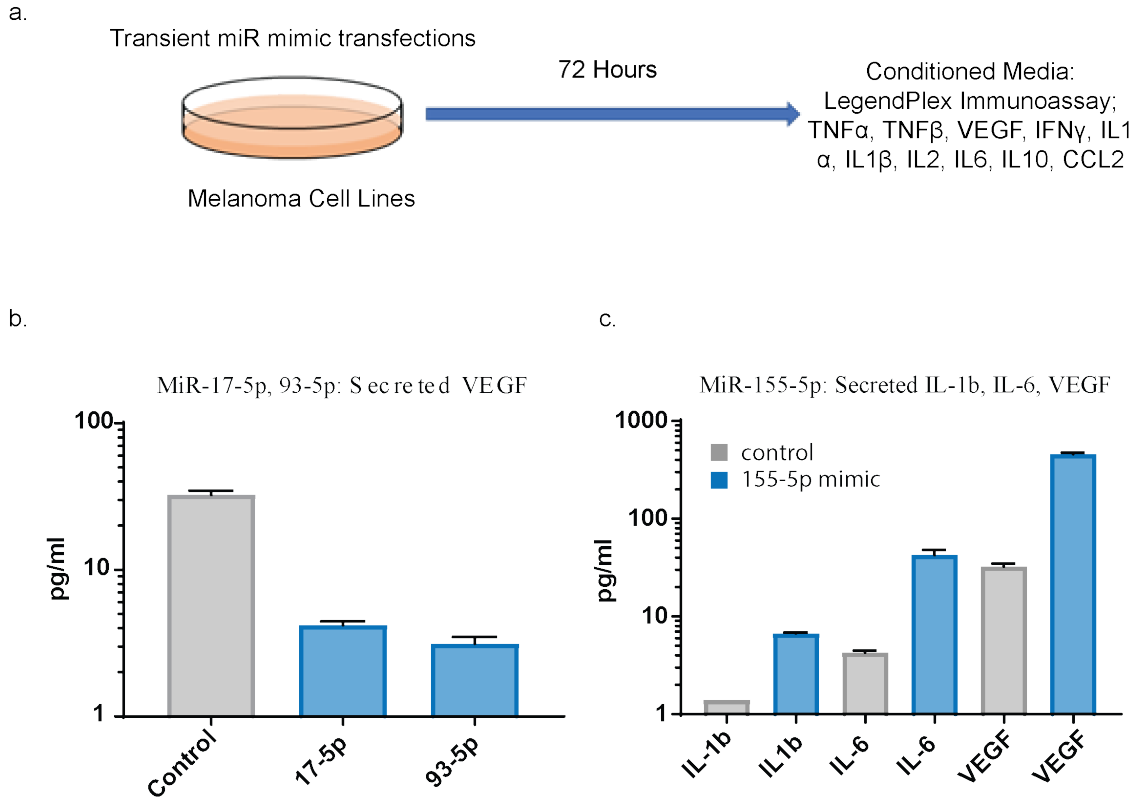 a.
Transient miR mimic transfections
72 Hours
Melanoma Cell Lines
Conditioned Media:
LegendPlex Immunoassay;
TNFα, TNFβ, VEGF, IFNγ, IL1
α, IL1β, IL2, IL6, IL10, CCL2
b.
MiR-17-5p, 93-5p: Secreted VEGF
100
10
1
pg/ml
Control
17-5p
93-5p
c.
MiR-155-5p: Secreted IL-1b, IL-6, VEGF
control
155-5p mimic
1000
100
10
1
pg/ml
IL-1b
IL1b
IL-6
IL-6
VEGF
VEGF